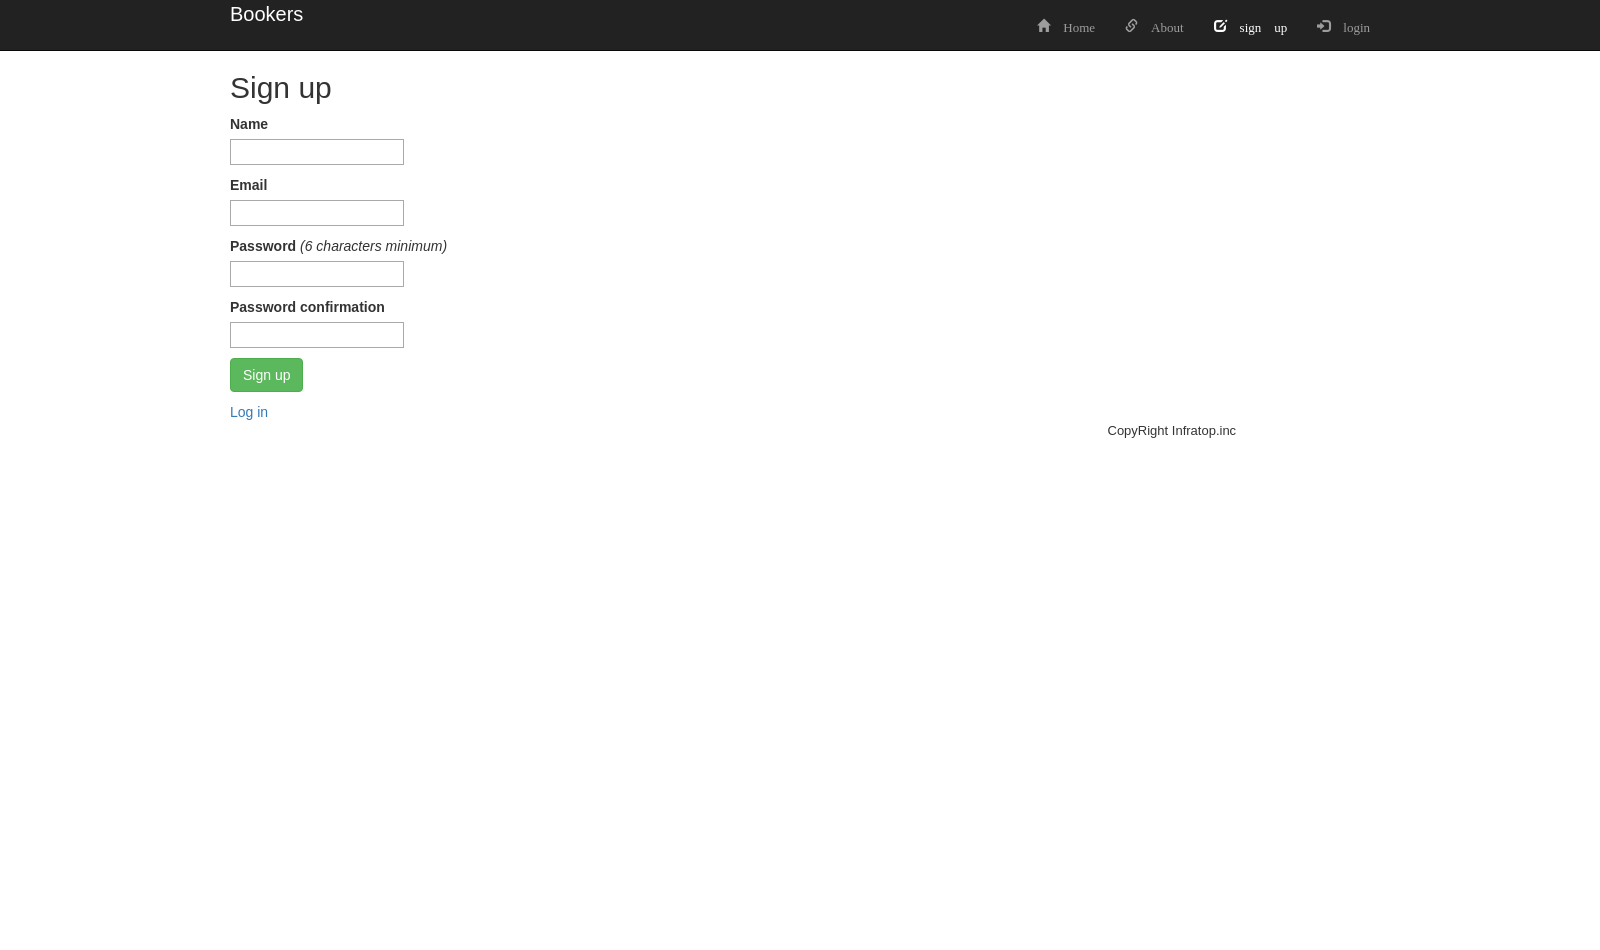 Bookers
Home About sign up login
Sign up
Name
Email
Password (6 characters minimum)
Password confirmation
Sign up
Log in
CopyRight Infratop.inc